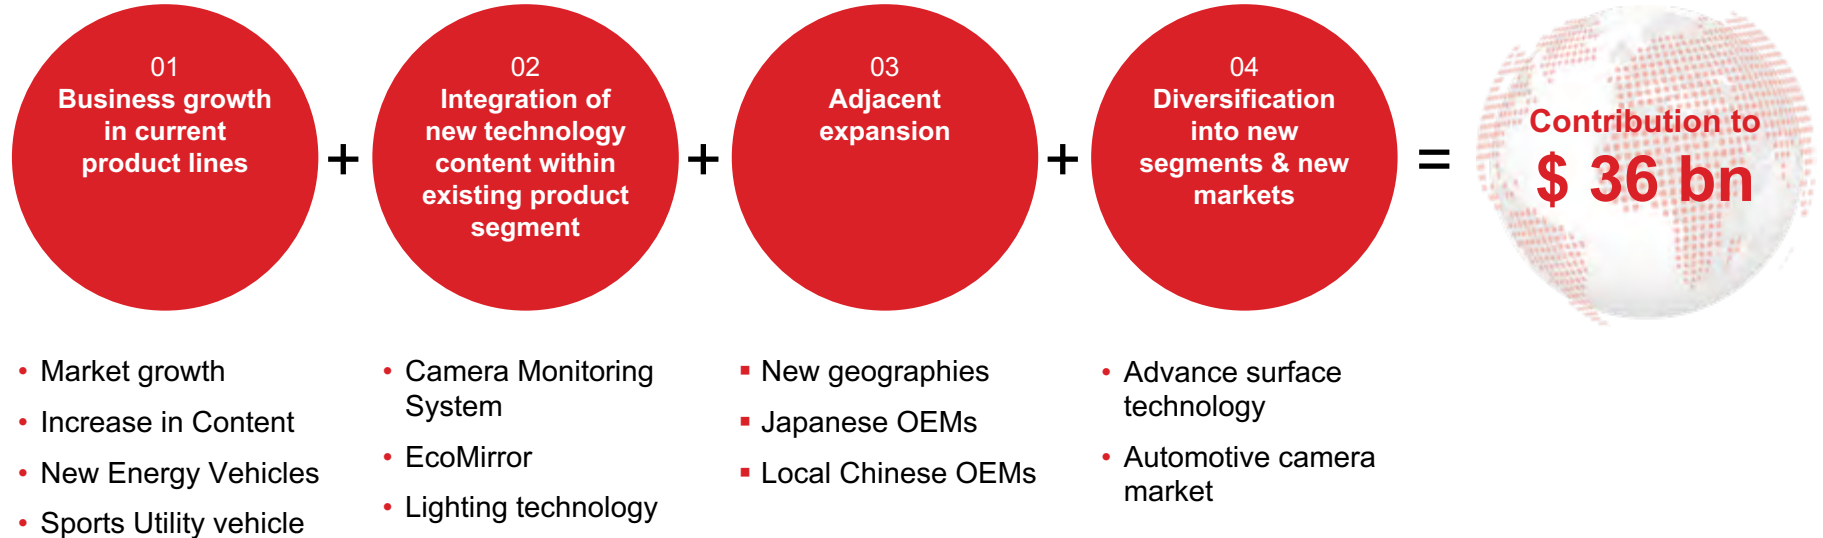 01
Business growth
in current
product lines
+
02
Integration of
new technology
content within
existing product
segment
+
03
Adjacent
expansion
+
04
Diversification
into new
segments & new
markets
=
Contribution to
$ 36 bn
• Market growth
• Increase in Content
• New Energy Vehicles
• Sports Utility vehicle
• Camera Monitoring
System
• EcoMirror
• Lighting technology
▪ New geographies
▪ Japanese OEMs
▪ Local Chinese OEMs
• Advance surface
technology
• Automotive camera
market